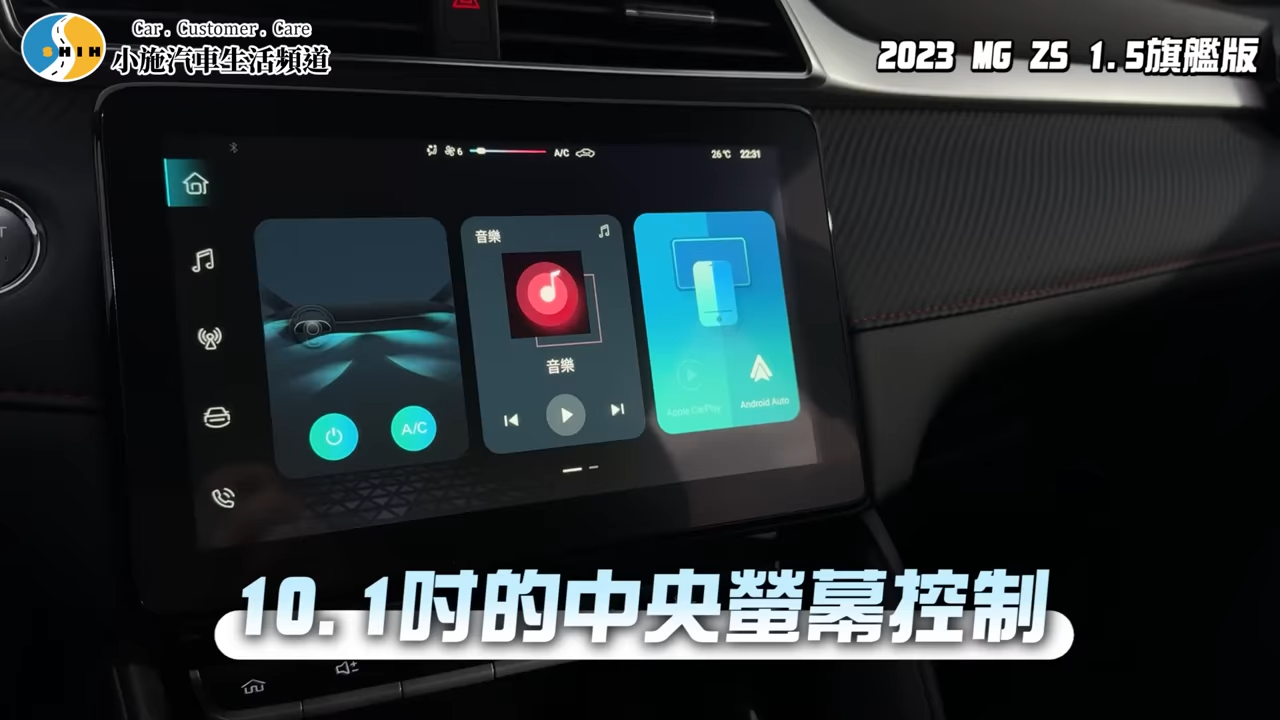 Car. Customer. Care
SHIH
小施汽車生活頻道
2023 MG ZS 1.5旗艦版
6
A/C
26℃ 22:31
音樂
音樂
A/C
Apple CarPlay
Android Auto
10.1吋的中央螢幕控制